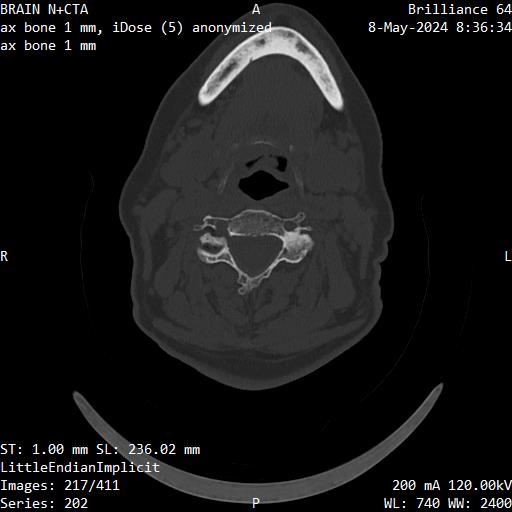 BRAIN N+CTA
A
Brilliance 64
ax bone 1 mm, iDose (5) anonymized
8-May-2024 8:36:34
ax bone 1 mm
R
L
ST: 1.00 mm SL: 236.02 mm
LittleEndianImplicit
Images: 217/411
200 mA 120.00kV
Series: 202
P
WL: 740 WW: 2400